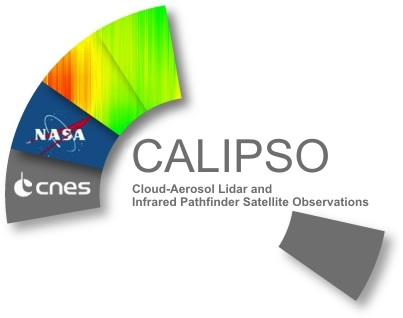 NASA
cnes
CALIPSO
Cloud-Aerosol Lidar and
Infrared Pathfinder Satellite Observations